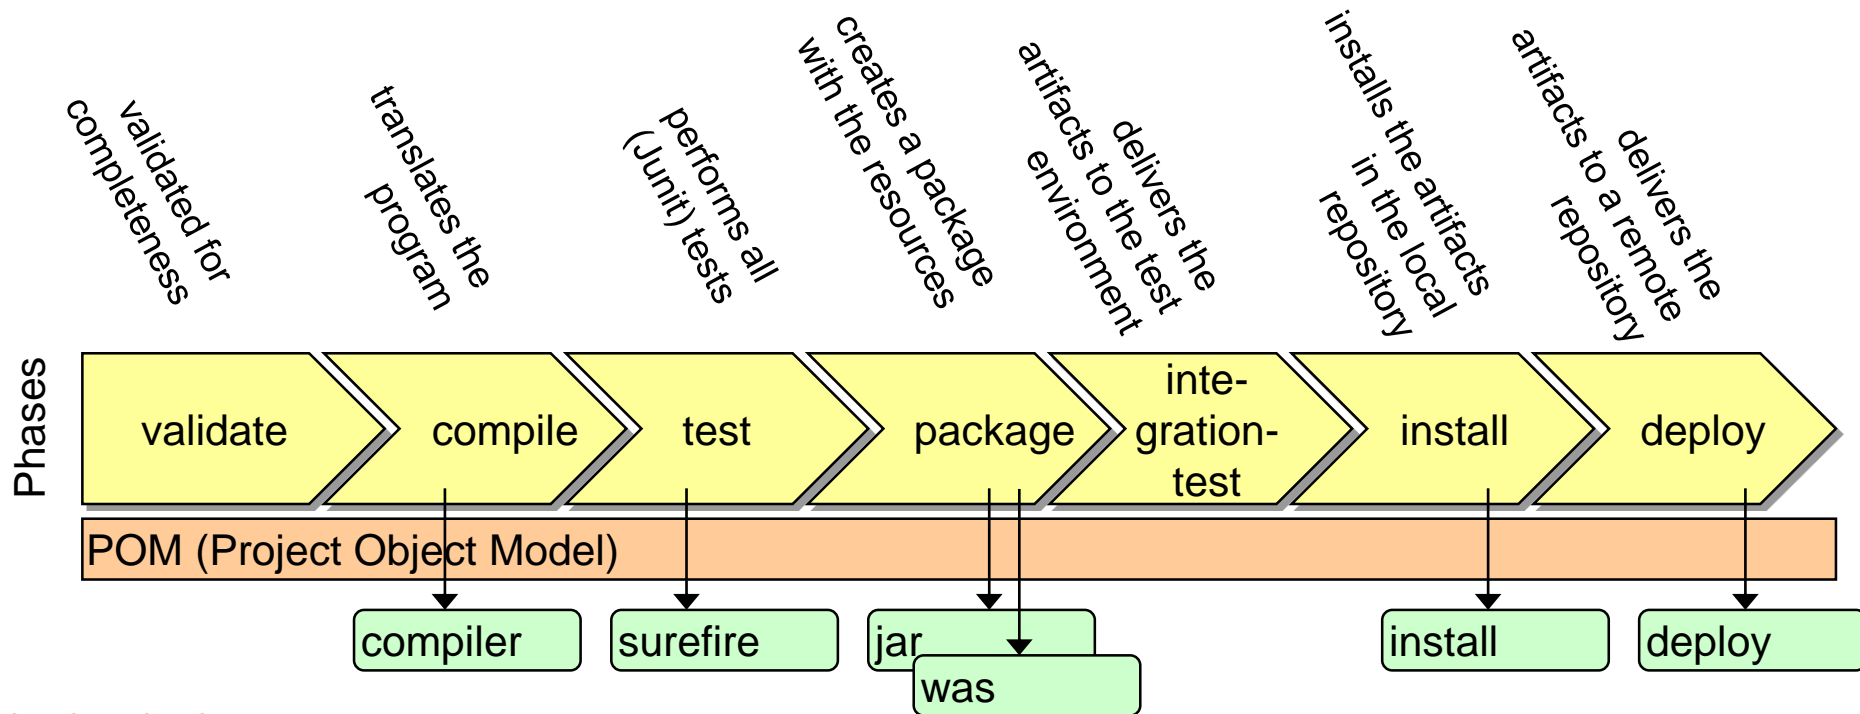 validated for
completeness
translates the
program
performs all
(Junit) tests
creates a package
with the resources
delivers the
artifacts to the test
environment
installs the artifacts
in the local
repository
delivers the
artifacts to a remote
repository
Phases
validate
compile
test
package
inte-
gration-
test
install
deploy
POM (Project Object Model)
compiler
surefire
jar
was
install
deploy